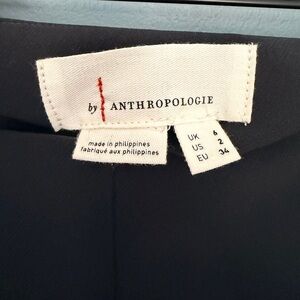 by ANTHROPOLOGIE
made in philippines
fabriqué aux philippines
UK 6
US 2
EU 34